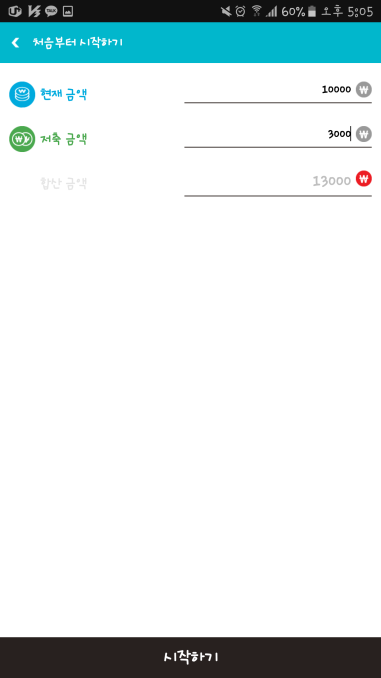 60% 오후 5:05
처음부터 시작하기
현재 금액 10000 ₩
저축 금액 3000 ₩
합산 금액 13000 ₩
시작하기